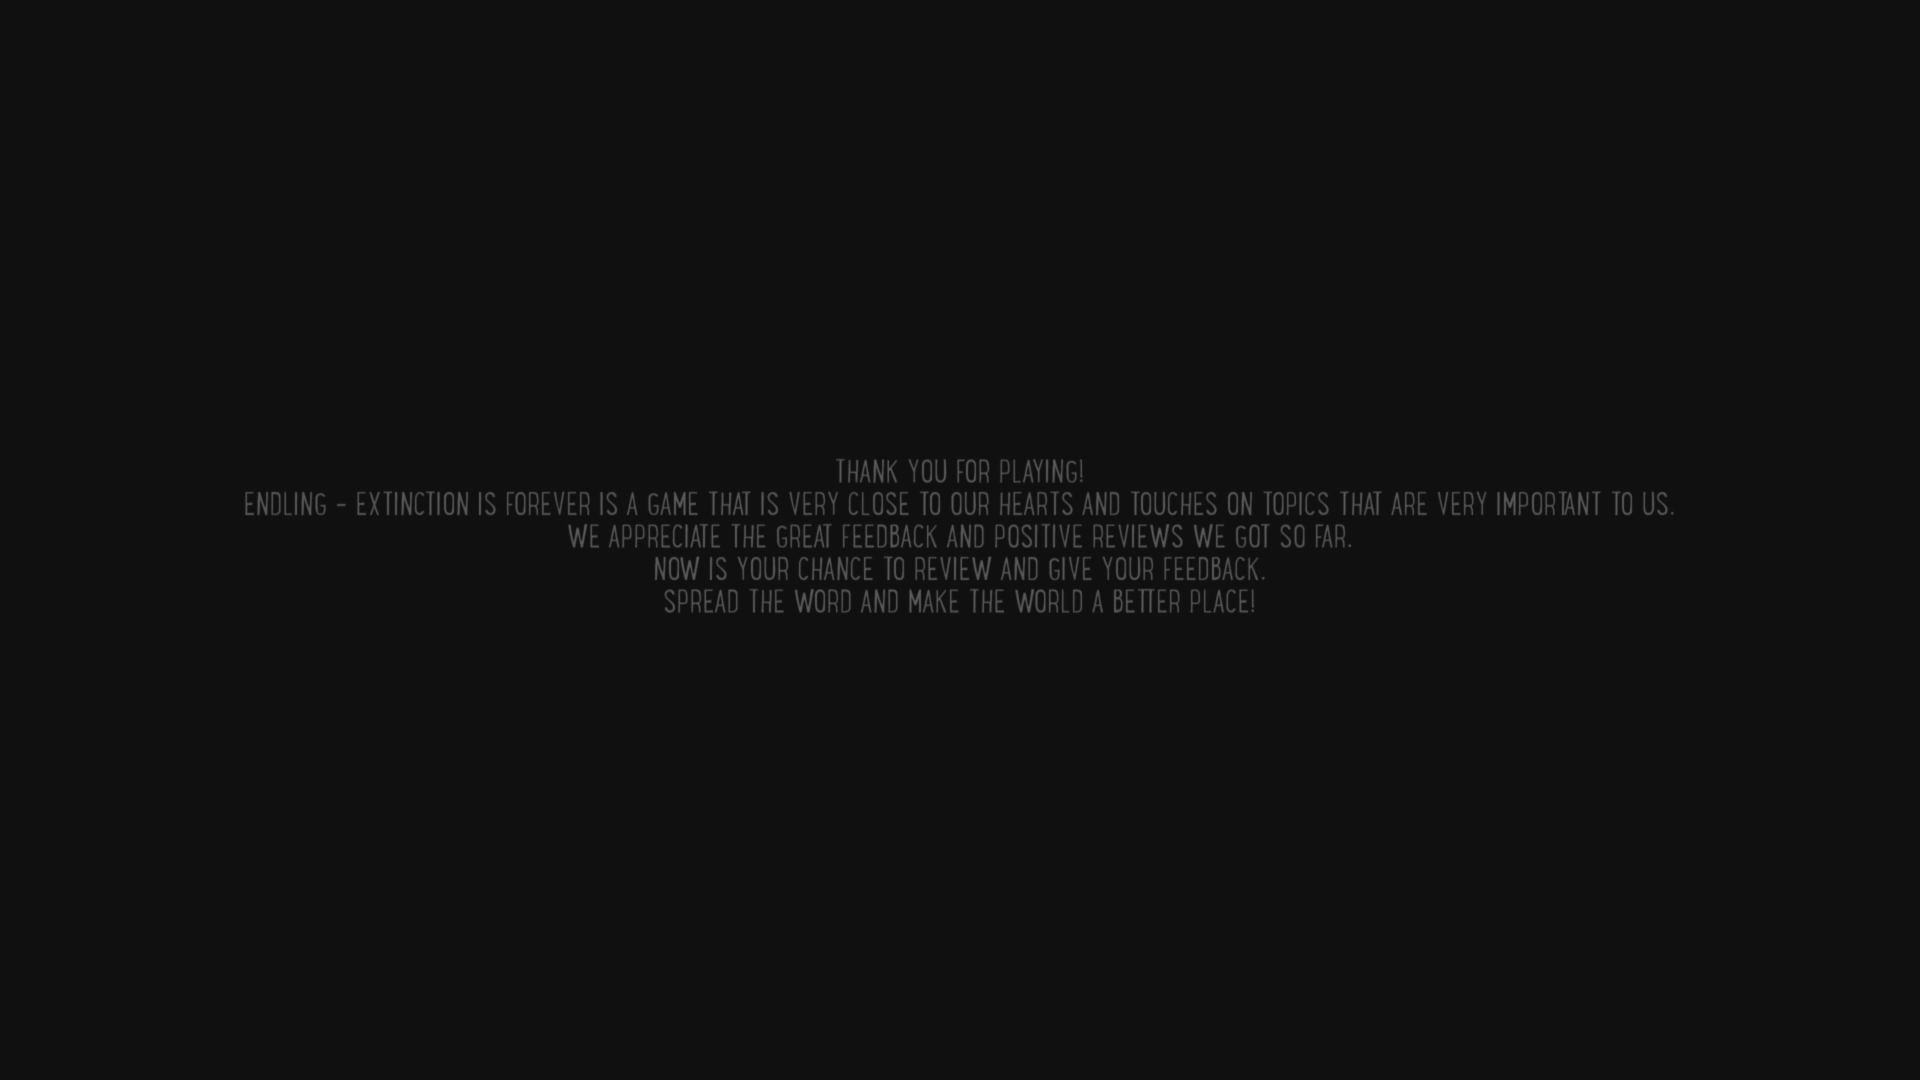 THANK YOU FOR PLAYING!
ENDLING - EXTINCTION IS FOREVER IS A GAME THAT IS VERY CLOSE TO OUR HEARTS AND TOUCHES ON TOPICS THAT ARE VERY IMPORTANT TO US.
WE APPRECIATE THE GREAT FEEDBACK AND POSITIVE REVIEWS WE GOT SO FAR.
NOW IS YOUR CHANCE TO REVIEW AND GIVE YOUR FEEDBACK.
SPREAD THE WORD AND MAKE THE WORLD A BETTER PLACE!